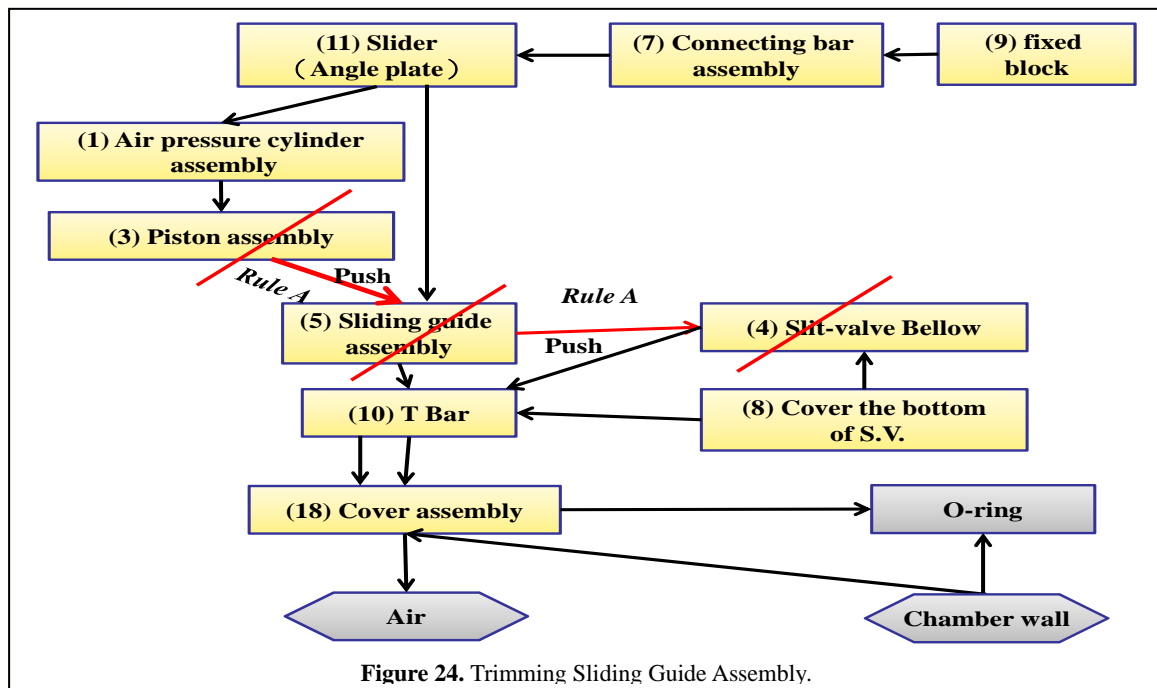 (11) Slider
（Angle plate）
(7) Connecting bar
assembly
(9) fixed
block
(1) Air pressure cylinder
assembly
(3) Piston assembly
Rule A
Push
(5) Sliding guide
assembly
Rule A
Push
(4) Slit-valve Bellow
(10) T Bar
(8) Cover the bottom
of S.V.
(18) Cover assembly
O-ring
Air
Chamber wall
Figure 24. Trimming Sliding Guide Assembly.